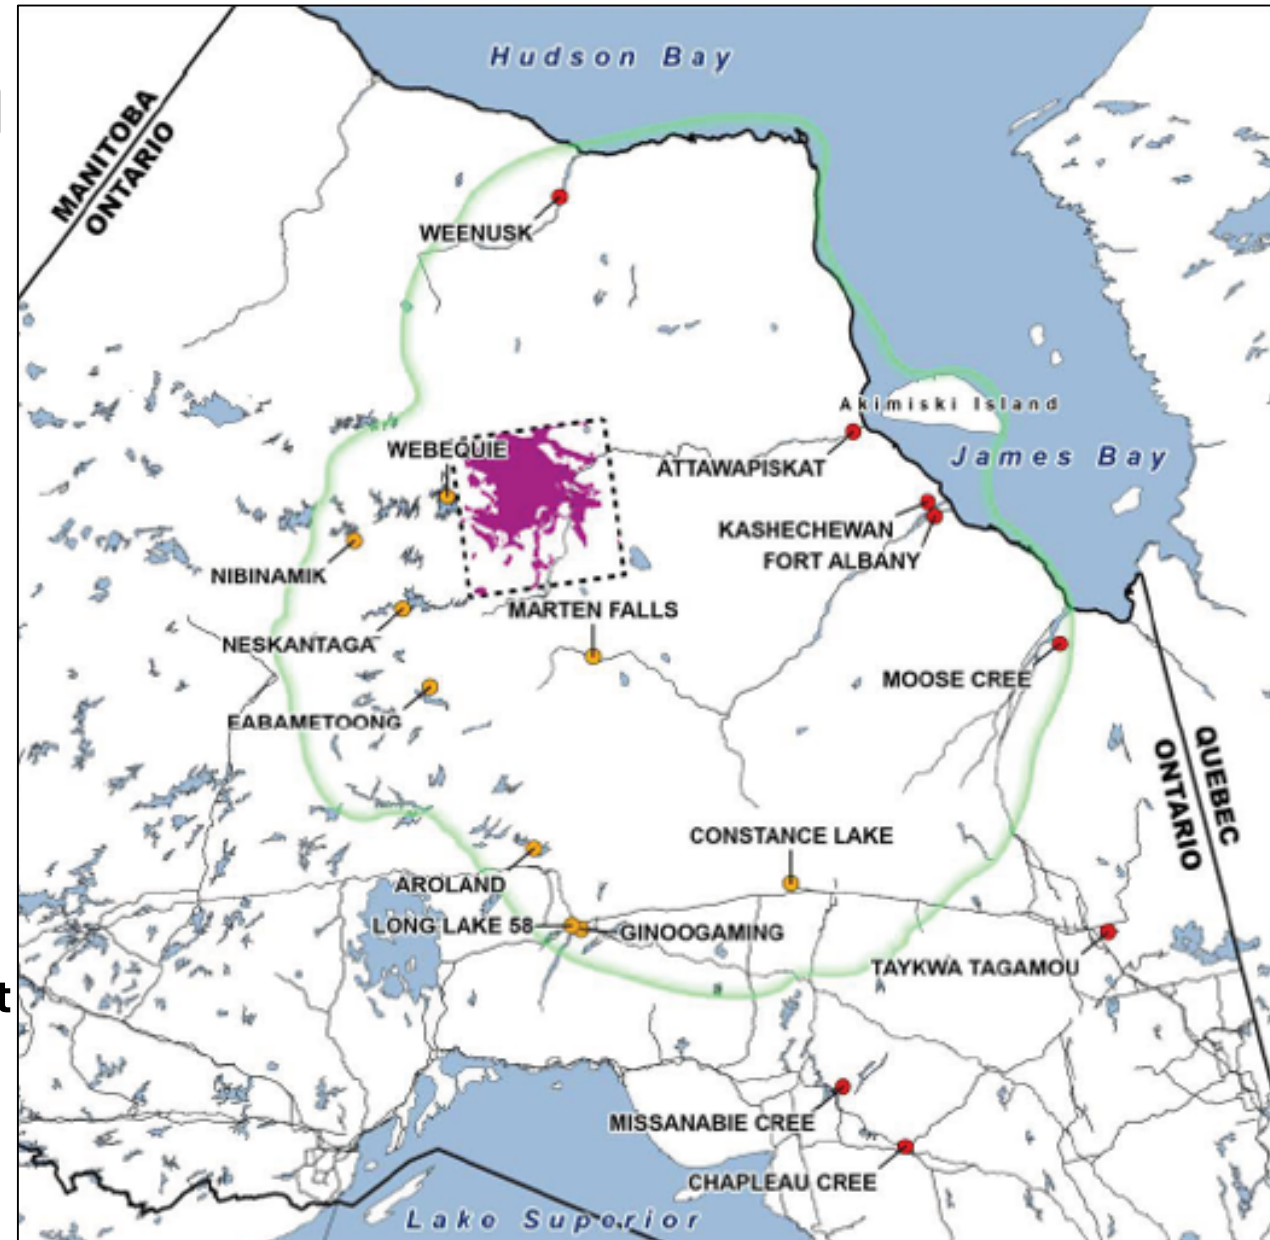 Hudson Bay
MANITOBA
ONTARIO
WEENUSK
Akimiski Island
WEBEQUIE
ATTAWAPISKAT
James Bay
KASHECHEWAN
FORT ALBANY
NIBINAMIK
MARTEN FALLS
NESKANTAGA
MOOSE CREE
EABAMETOONG
QUEBEC
ONTARIO
CONSTANCE LAKE
AROLAND
LONG LAKE 58
GINOOGAMING
TAYKWA TAGAMOU
t
MISSANABIE CREE
CHAPLEAU CREE
Lake Superior